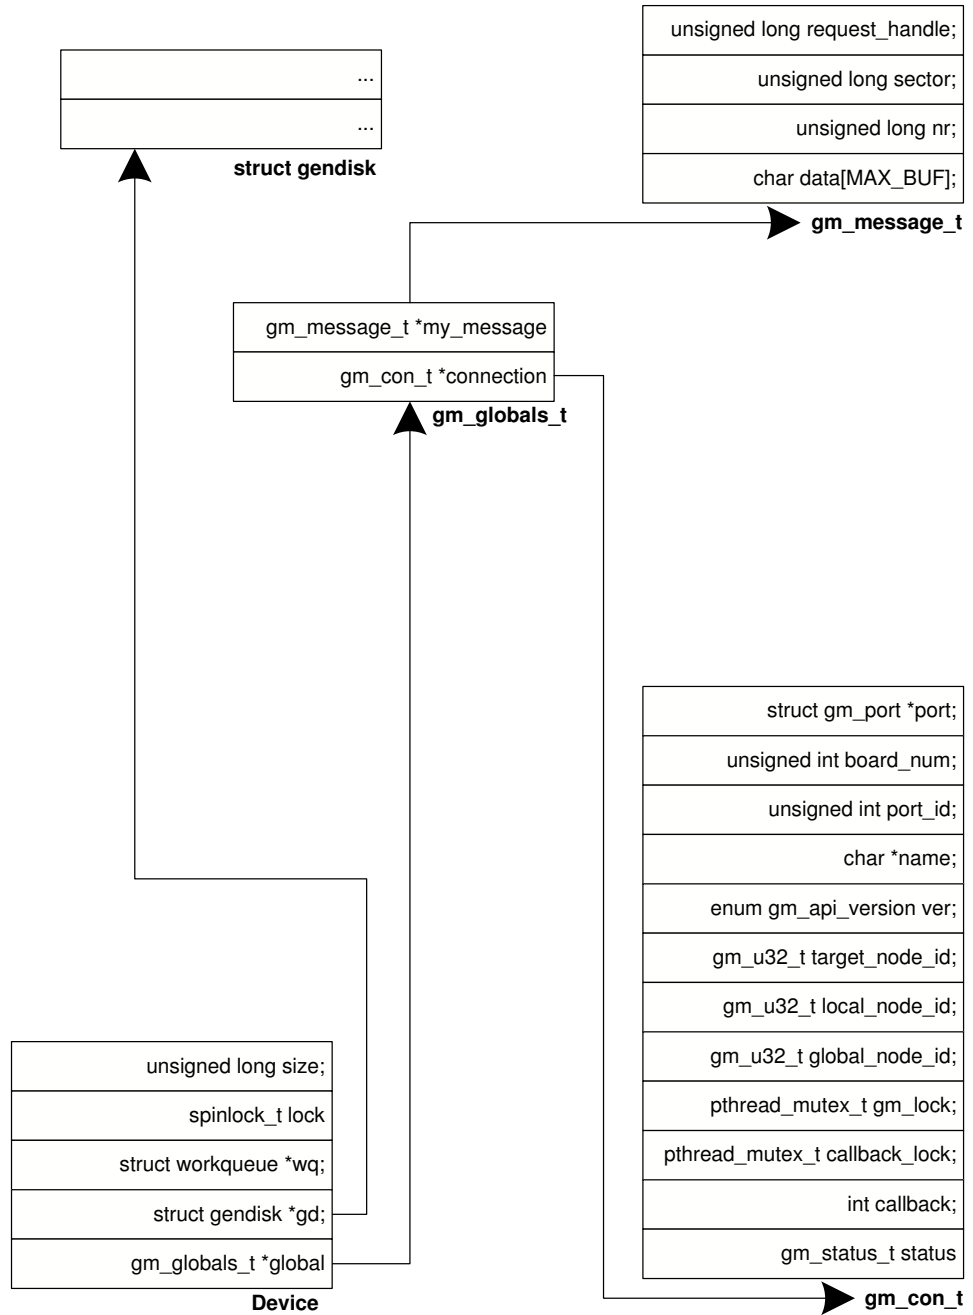 ...
...
struct gendisk
unsigned long request_handle;
unsigned long sector;
unsigned long nr;
char data[MAX_BUF];
gm_message_t
gm_message_t *my_message
gm_con_t *connection
gm_globals_t
struct gm_port *port;
unsigned int board_num;
unsigned int port_id;
char *name;
enum gm_api_version ver;
gm_u32_t target_node_id;
gm_u32_t local_node_id;
gm_u32_t global_node_id;
pthread_mutex_t gm_lock;
pthread_mutex_t callback_lock;
int callback;
gm_status_t status
gm_con_t
unsigned long size;
spinlock_t lock
struct workqueue *wq;
struct gendisk *gd;
gm_globals_t *global
Device